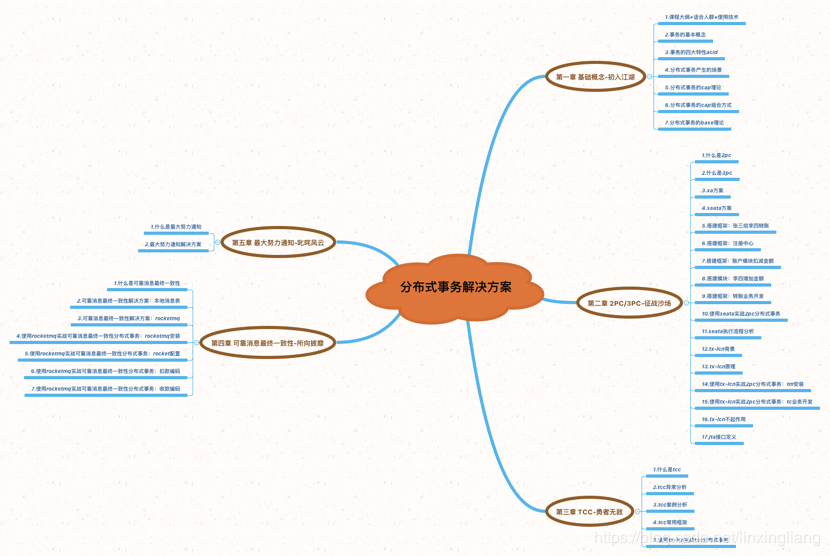 分布式事务解决方案
第一章 基础概念-初入江湖
1.课程大纲+适合人群+使用技术
2.事务的基本概念
3.事务的四大特性acid
4.分布式事务产生的场景
5.分布式事务的cap理论
6.分布式事务的cap组合方式
7.分布式事务的base理论
第二章 2PC/3PC-征战沙场
1.什么是2pc
2.什么是3pc
3.xa方案
4.seata方案
5.搭建框架：张三给李四转账
6.搭建框架：注册中心
7.搭建框架：账户模块扣减金额
8.搭建模块：李四增加金额
9.搭建框架：转账业务开发
10.使用seata实战2pc分布式事务
11.seata执行流程分析
12.tx-lcn背景
13.tx-lcn原理
14.使用tx-lcn实战2pc分布式事务：tm安装
15.使用tx-lcn实战2pc分布式事务：tc业务开发
16.tx-lcn不起作用
17.jta接口定义
第三章 TCC-勇者无敌
1.什么是tcc
2.tcc异常分析
3.tcc案例分析
4.tcc常用框架
5.使用tx-lcn实战tcc分布式事务
第四章 可靠消息最终一致性-所向披靡
1.什么是可靠消息最终一致性
2.可靠消息最终一致性解决方案：本地消息表
3.可靠消息最终一致性解决方案：rocketmq
4.使用rocketmq实战可靠消息最终一致性分布式事务：rocketmq安装
5.使用rocketmq实战可靠消息最终一致性分布式事务：rocket配置
6.使用rocketmq实战可靠消息最终一致性分布式事务：扣款编码
7.使用rocketmq实战可靠消息最终一致性分布式事务：收款编码
第五章 最大努力通知-叱咤风云
1.什么是最大努力通知
2.最大努力通知解决方案
https://blog.csdn.net/linxingliang